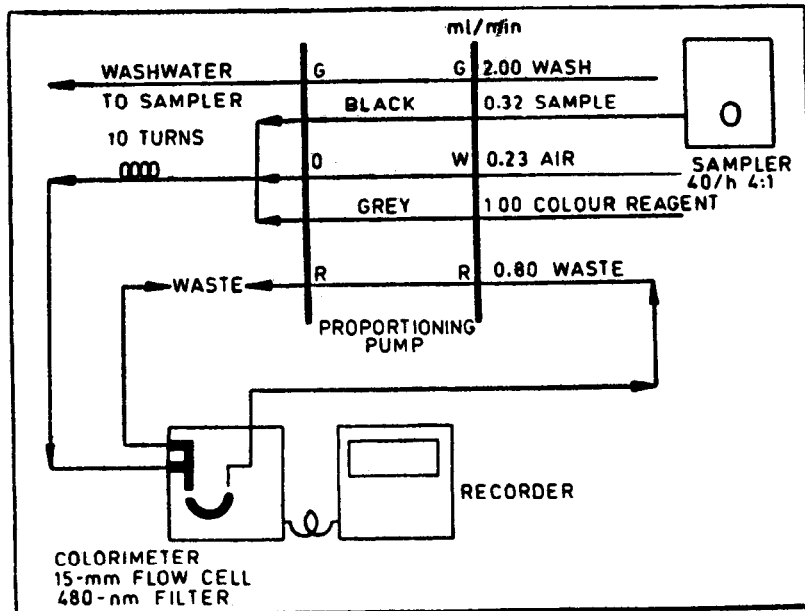 ml/min
WASHWATER G G 2.00 WASH
TO SAMPLER BLACK 0.32 SAMPLE
10 TURNS
O W 0.23 AIR
SAMPLER
40/h 4:1
GREY 1 00 COLOUR REAGENT
WASTE R R 0.80 WASTE
PROPORTIONING
PUMP
RECORDER
COLORIMETER
15-mm FLOW CELL
480-nm FILTER